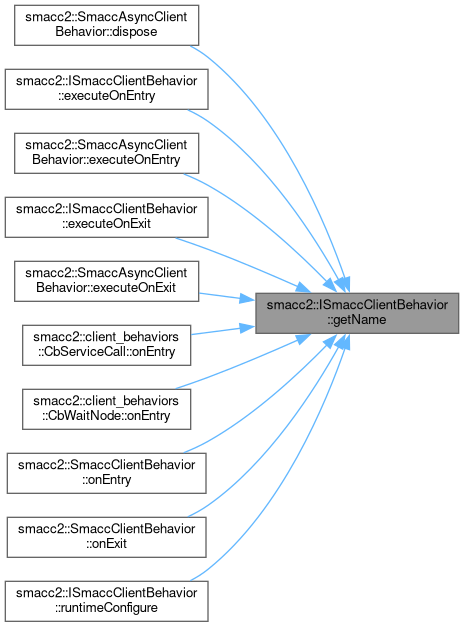 smacc2::SmaccAsyncClient
Behavior::dispose
smacc2::ISmaccClientBehavior
::executeOnEntry
smacc2::SmaccAsyncClient
Behavior::executeOnEntry
smacc2::ISmaccClientBehavior
::executeOnExit
smacc2::SmaccAsyncClient
Behavior::executeOnExit
smacc2::ISmaccClientBehavior
::getName
smacc2::client_behaviors
::CbServiceCall::onEntry
smacc2::client_behaviors
::CbWaitNode::onEntry
smacc2::SmaccClientBehavior
::onEntry
smacc2::SmaccClientBehavior
::onExit
smacc2::ISmaccClientBehavior
::runtimeConfigure